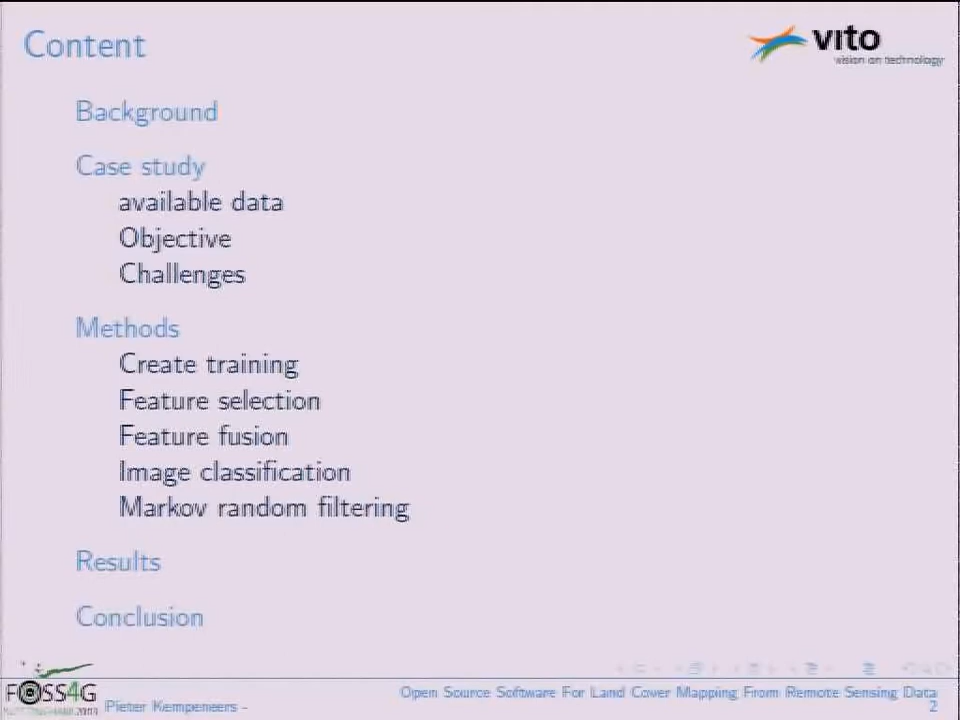 Content
vito
vision on technology
Background
Case study
available data
Objective
Challenges
Methods
Create training
Feature selection
Feature fusion
Image classification
Markov random filtering
Results
Conclusion
FOSS4G
Pieter Kempeneers -
Open Source Software For Land Cover Mapping From Remote Sensing Data
2